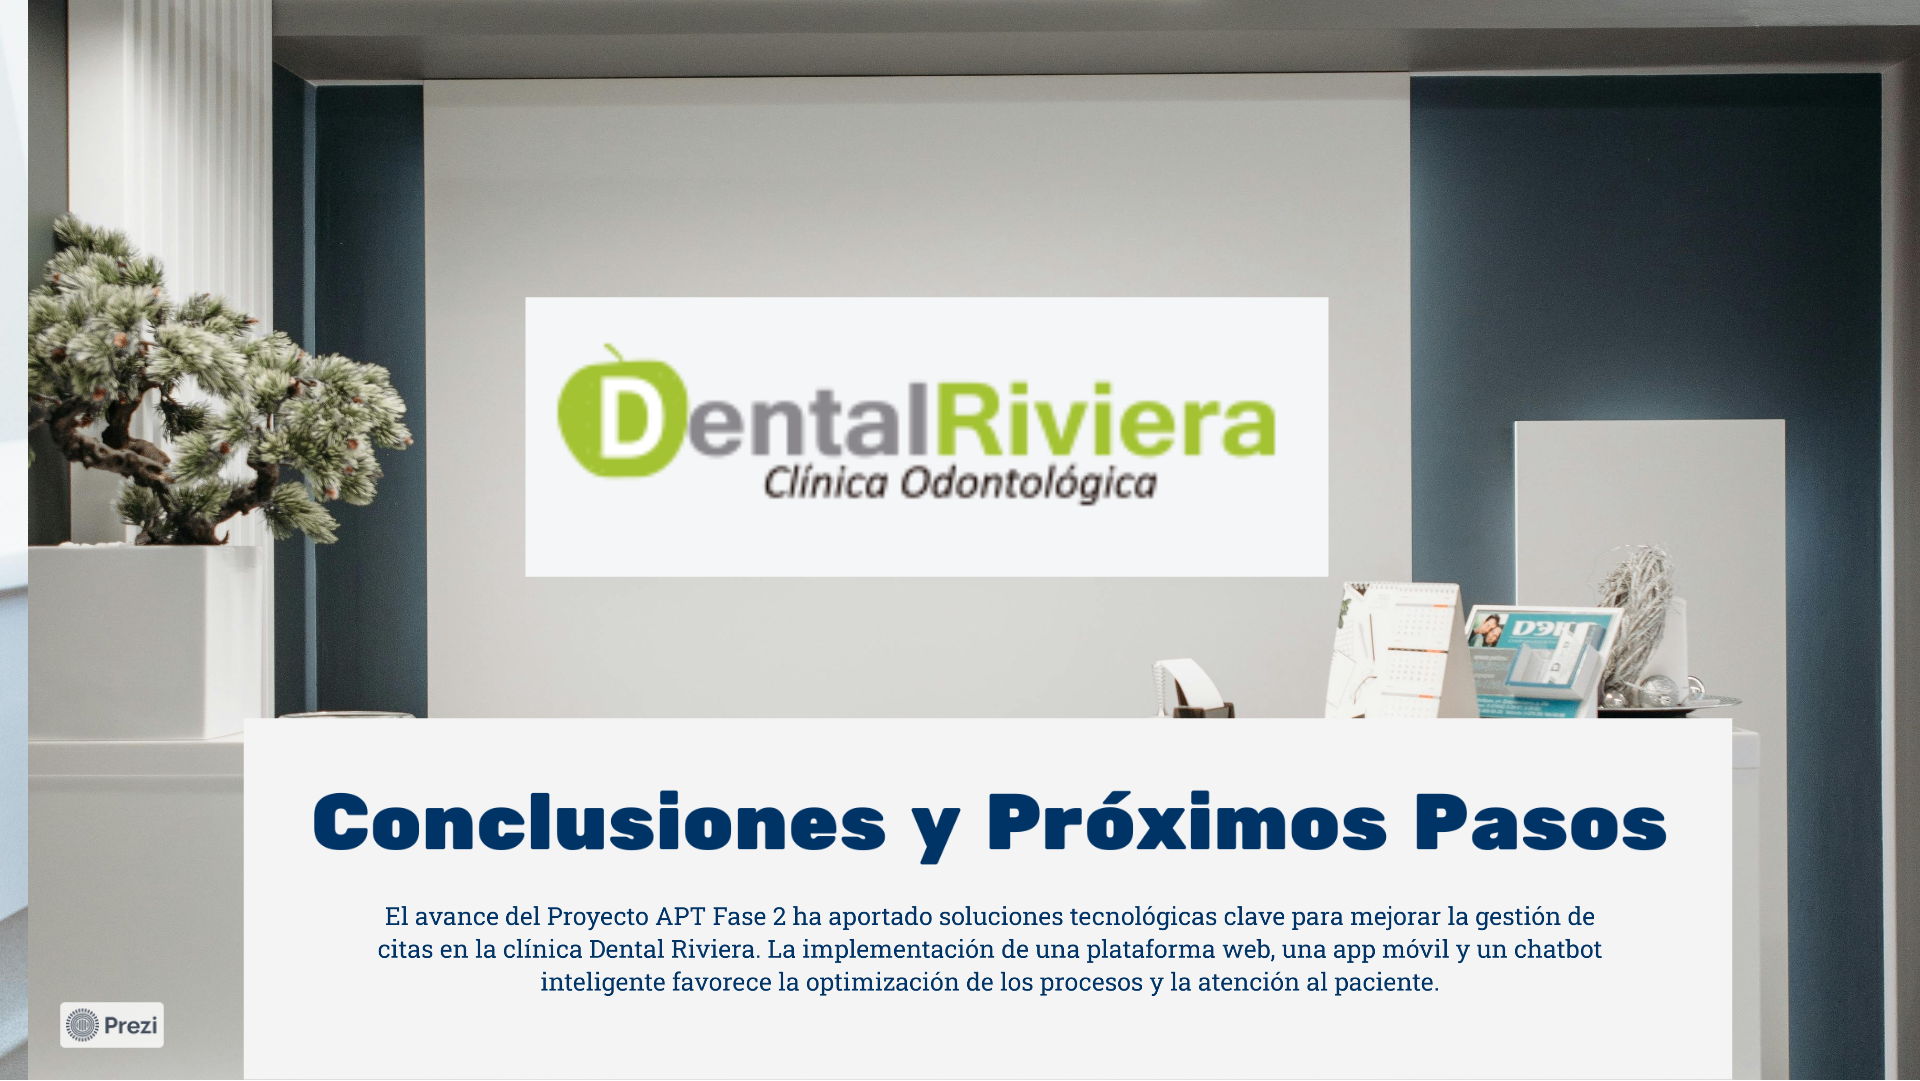 DentalRiviera
Clínica Odontológica
Conclusiones y Próximos Pasos
El avance del Proyecto APT Fase 2 ha aportado soluciones tecnológicas clave para mejorar la gestión de
citas en la clínica Dental Riviera. La implementación de una plataforma web, una app móvil y un chatbot
inteligente favorece la optimización de los procesos y la atención al paciente.
Prezi